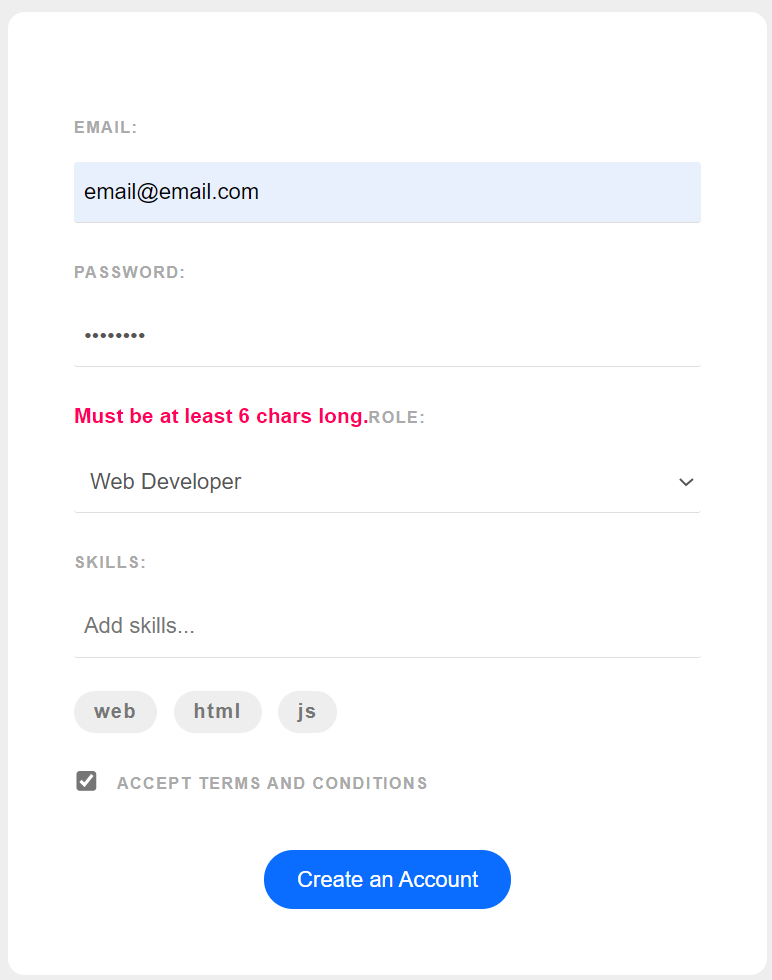 EMAIL:
email@email.com
PASSWORD:
••••••••
Must be at least 6 chars long.ROLE:
Web Developer
SKILLS:
Add skills...
web html js
ACCEPT TERMS AND CONDITIONS
Create an Account